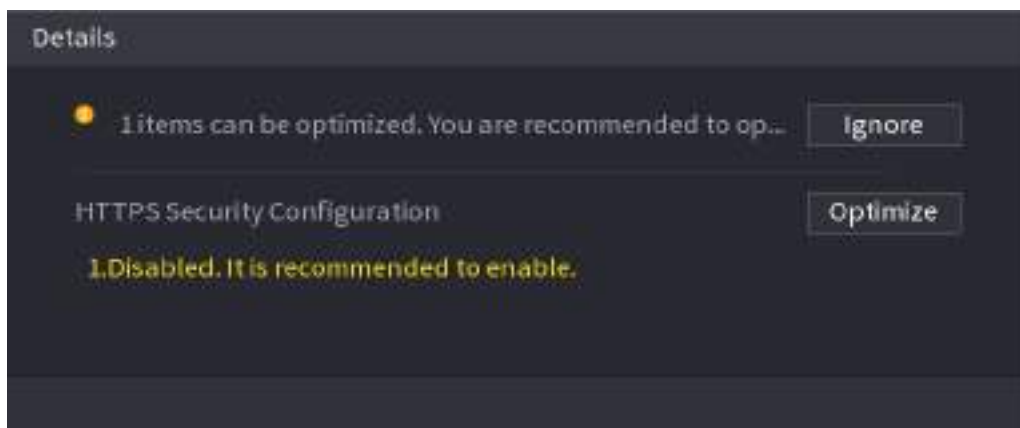 Details
1 items can be optimized. You are recommended to op...
Ignore
HTTPS Security Configuration
Optimize
1.Disabled. It is recommended to enable.